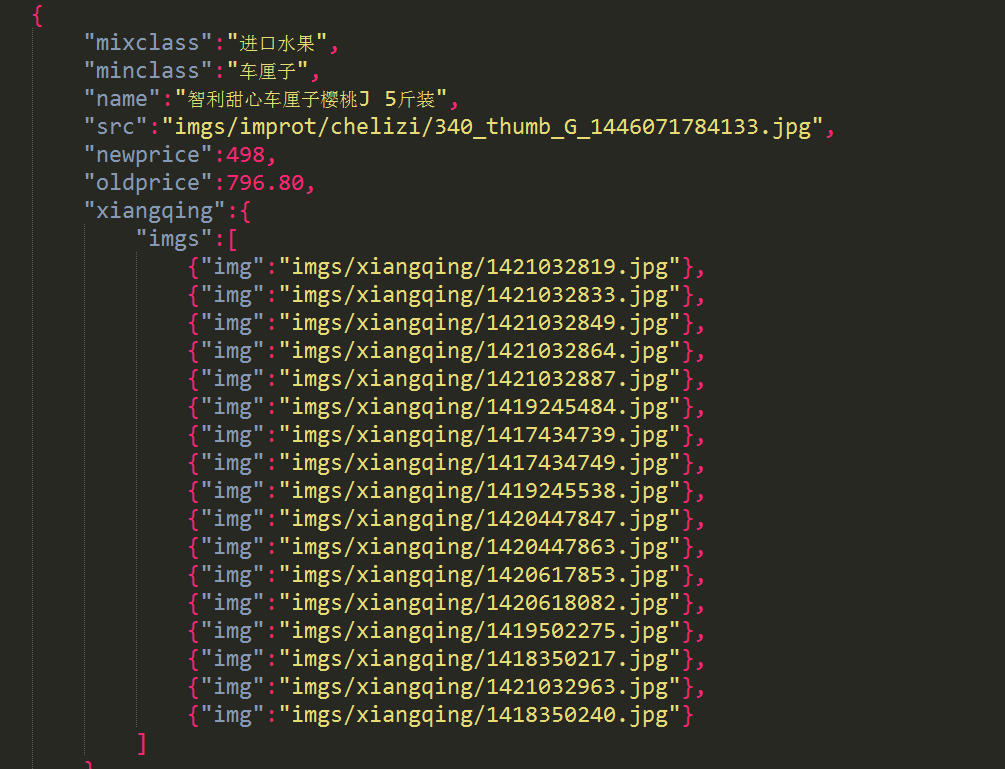 {
"mixclass":"进口水果",
"minclass":"车厘子",
"name":"智利甜心车厘子樱桃J 5斤装",
"src":"imgs/improt/chelizi/340_thumb_G_1446071784133.jpg",
"newprice":498,
"oldprice":796.80,
"xiangqing":{
"imgs":[
{"img":"imgs/xiangqing/1421032819.jpg"},
{"img":"imgs/xiangqing/1421032833.jpg"},
{"img":"imgs/xiangqing/1421032849.jpg"},
{"img":"imgs/xiangqing/1421032864.jpg"},
{"img":"imgs/xiangqing/1421032887.jpg"},
{"img":"imgs/xiangqing/1419245484.jpg"},
{"img":"imgs/xiangqing/1417434739.jpg"},
{"img":"imgs/xiangqing/1417434749.jpg"},
{"img":"imgs/xiangqing/1419245538.jpg"},
{"img":"imgs/xiangqing/1420447847.jpg"},
{"img":"imgs/xiangqing/1420447863.jpg"},
{"img":"imgs/xiangqing/1420617853.jpg"},
{"img":"imgs/xiangqing/1420618082.jpg"},
{"img":"imgs/xiangqing/1419502275.jpg"},
{"img":"imgs/xiangqing/1418350217.jpg"},
{"img":"imgs/xiangqing/1421032963.jpg"},
{"img":"imgs/xiangqing/1418350240.jpg"}
]
}